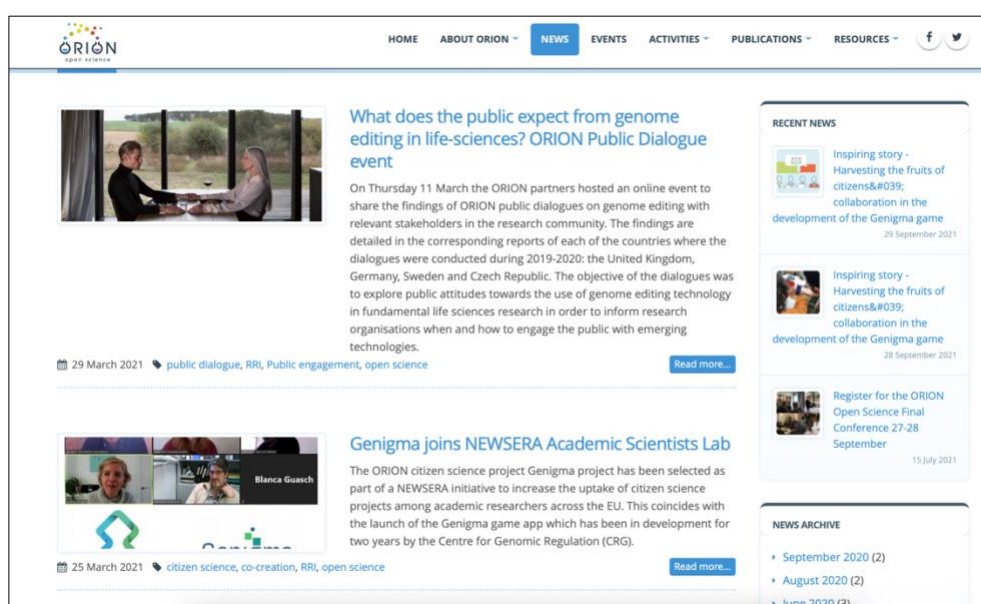 ORION
open science
HOME
ABOUT ORION
NEWS
EVENTS
ACTIVITIES
PUBLICATIONS
RESOURCES
What does the public expect from genome
editing in life-sciences? ORION Public Dialogue
event
On Thursday 11 March the ORION partners hosted an online event to
share the findings of ORION public dialogues on genome editing with
relevant stakeholders in the research community. The findings are
detailed in the corresponding reports of each of the countries where the
dialogues were conducted during 2019-2020: the United Kingdom,
Germany, Sweden and Czech Republic. The objective of the dialogues was
to explore public attitudes towards the use of genome editing technology
in fundamental life sciences research in order to inform research
organisations when and how to engage the public with emerging
technologies.
29 March 2021 public dialogue, RRI, Public engagement, open science
Read more...
Blanca Guasch
Genigma
Genigma joins NEWSERA Academic Scientists Lab
The ORION citizen science project Genigma project has been selected as
part of a NEWSERA initiative to increase the uptake of citizen science
projects among academic researchers across the EU. This coincides with
the launch of the Genigma game app which has been in development for
two years by the Centre for Genomic Regulation (CRG).
25 March 2021 citizen science, co-creation, RRI, open science
Read more...
RECENT NEWS
Inspiring story -
Harvesting the fruits of
citizens&#039;
collaboration in the
development of the Genigma game
29 September 2021
Inspiring story -
Harvesting the fruits of
citizens&#039;
collaboration in the
development of the Genigma game
28 September 2021
Register for the ORION
Open Science Final
Conference 27-28
September
15 July 2021
NEWS ARCHIVE
September 2020 (2)
August 2020 (2)
June 2020 (3)